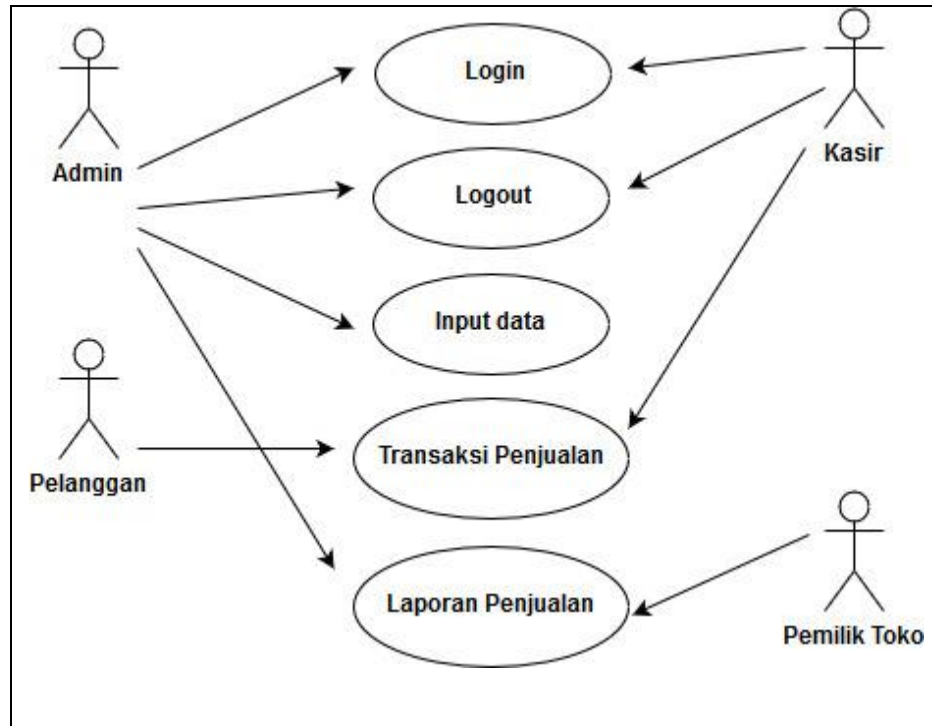 Login
Admin
Kasir
Logout
Input data
Pelanggan
Transaksi Penjualan
Laporan Penjualan
Pemilik Toko